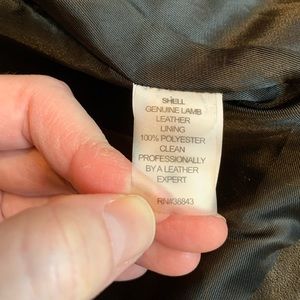 SHELL
GENUINE LAMB
LEATHER
LINING
100% POLYESTER
CLEAN
PROFESSIONALLY
BY A LEATHER
EXPERT
RN#38843